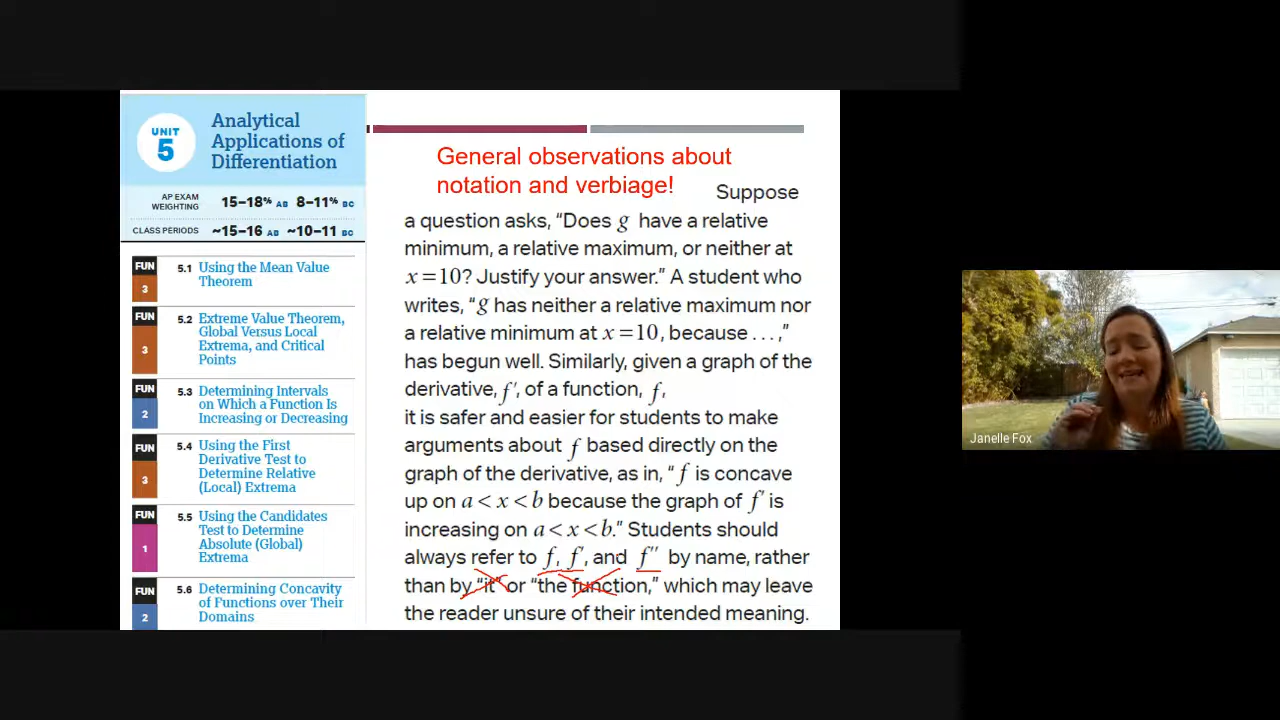 UNIT
5
Analytical
Applications of
Differentiation
AP EXAM
WEIGHTING
15–18% AB 8–11% BC
CLASS PERIODS
~15–16 AB ~10–11 BC
FUN
3
5.1 Using the Mean Value
Theorem
FUN
3
5.2 Extreme Value Theorem,
Global Versus Local
Extrema, and Critical
Points
FUN
2
5.3 Determining Intervals
on Which a Function Is
Increasing or Decreasing
FUN
3
5.4 Using the First
Derivative Test to
Determine Relative
(Local) Extrema
FUN
1
5.5 Using the Candidates
Test to Determine
Absolute (Global)
Extrema
FUN
2
5.6 Determining Concavity
of Functions over Their
Domains
General observations about
notation and verbiage!
Suppose
a question asks, “Does g have a relative
minimum, a relative maximum, or neither at
x = 10? Justify your answer.” A student who
writes, “g has neither a relative maximum nor
a relative minimum at x = 10, because . . . ,”
has begun well. Similarly, given a graph of the
derivative, f′, of a function, f,
it is safer and easier for students to make
arguments about f based directly on the
graph of the derivative, as in, “f is concave
up on a < x < b because the graph of f′ is
increasing on a < x < b.” Students should
always refer to f, f′, and f″ by name, rather
than by “it” or “the function,” which may leave
the reader unsure of their intended meaning.
Janelle Fox